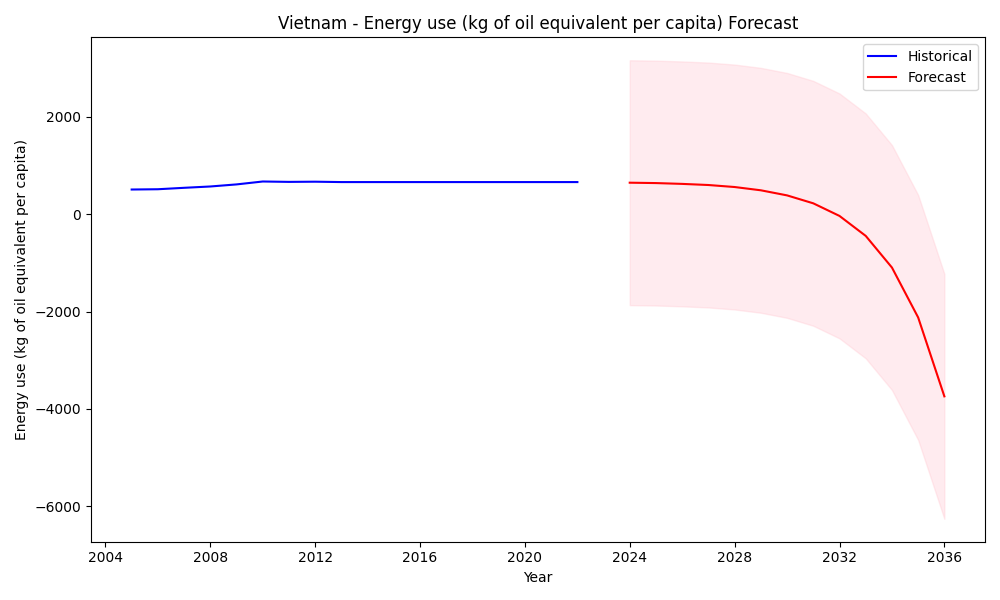 Vietnam - Energy use (kg of oil equivalent per capita) Forecast
Historical
Forecast
Energy use (kg of oil equivalent per capita)
2000
0
−2000
−4000
−6000
2004 2008 2012 2016 2020 2024 2028 2032 2036
Year